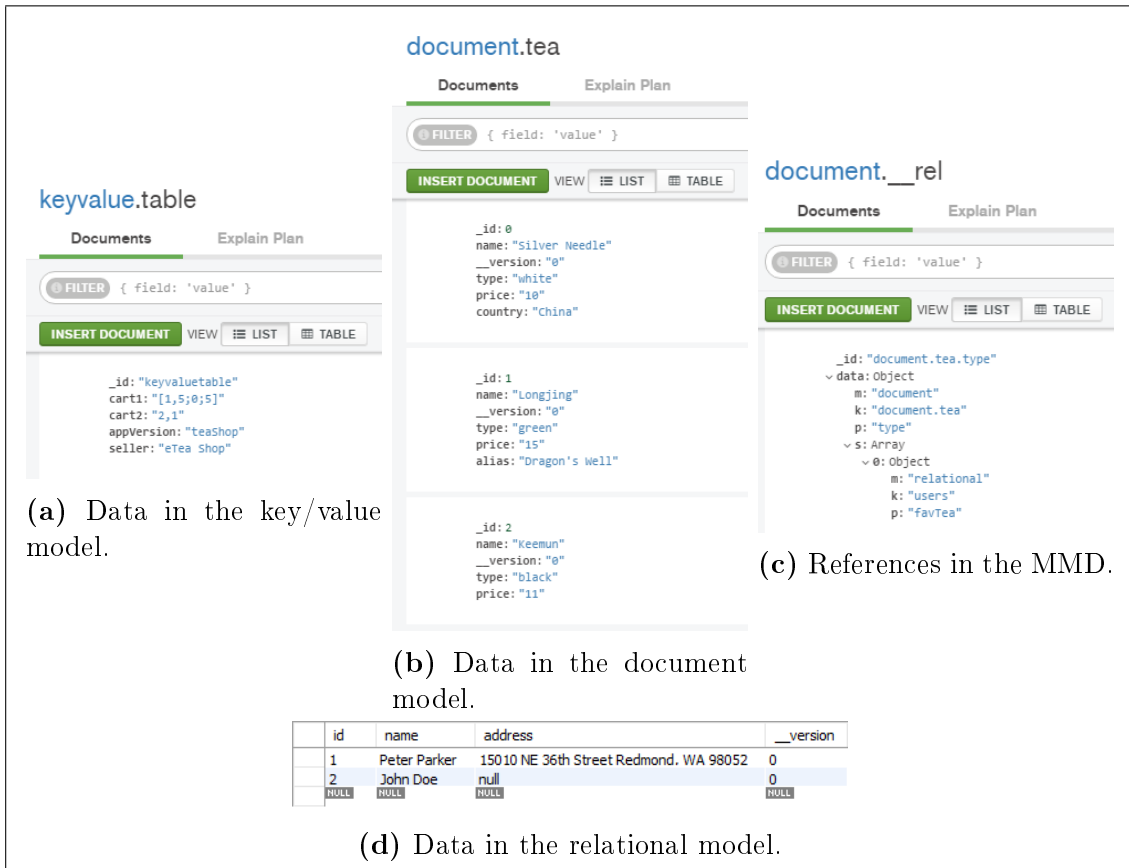 keyvalue.table
Documents Explain Plan
FILTER { field: 'value' }
INSERT DOCUMENT VIEW LIST TABLE
_id: "keyvaluetable"
cart1: "[1,5;0;5]"
cart2: "2,1"
appVersion: "teaShop"
seller: "eTea Shop"
(a) Data in the key/value
model.
document.tea
Documents Explain Plan
FILTER { field: 'value' }
INSERT DOCUMENT VIEW LIST TABLE
_id: 0
name: "Silver Needle"
__version: "0"
type: "white"
price: "10"
country: "China"
_id: 1
name: "Longjing"
__version: "0"
type: "green"
price: "15"
alias: "Dragon's Well"
_id: 2
name: "Keemun"
__version: "0"
type: "black"
price: "11"
(b) Data in the document
model.
document.__rel
Documents Explain Plan
FILTER { field: 'value' }
INSERT DOCUMENT VIEW LIST TABLE
_id: "document.tea.type"
data: Object
m: "document"
k: "document.tea"
p: "type"
s: Array
0: Object
m: "relational"
k: "users"
p: "favTea"
(c) References in the MMD.
id name address __version
1 Peter Parker 15010 NE 36th Street Redmond. WA 98052 0
2 John Doe null 0
NULL NULL NULL NULL
(d) Data in the relational model.